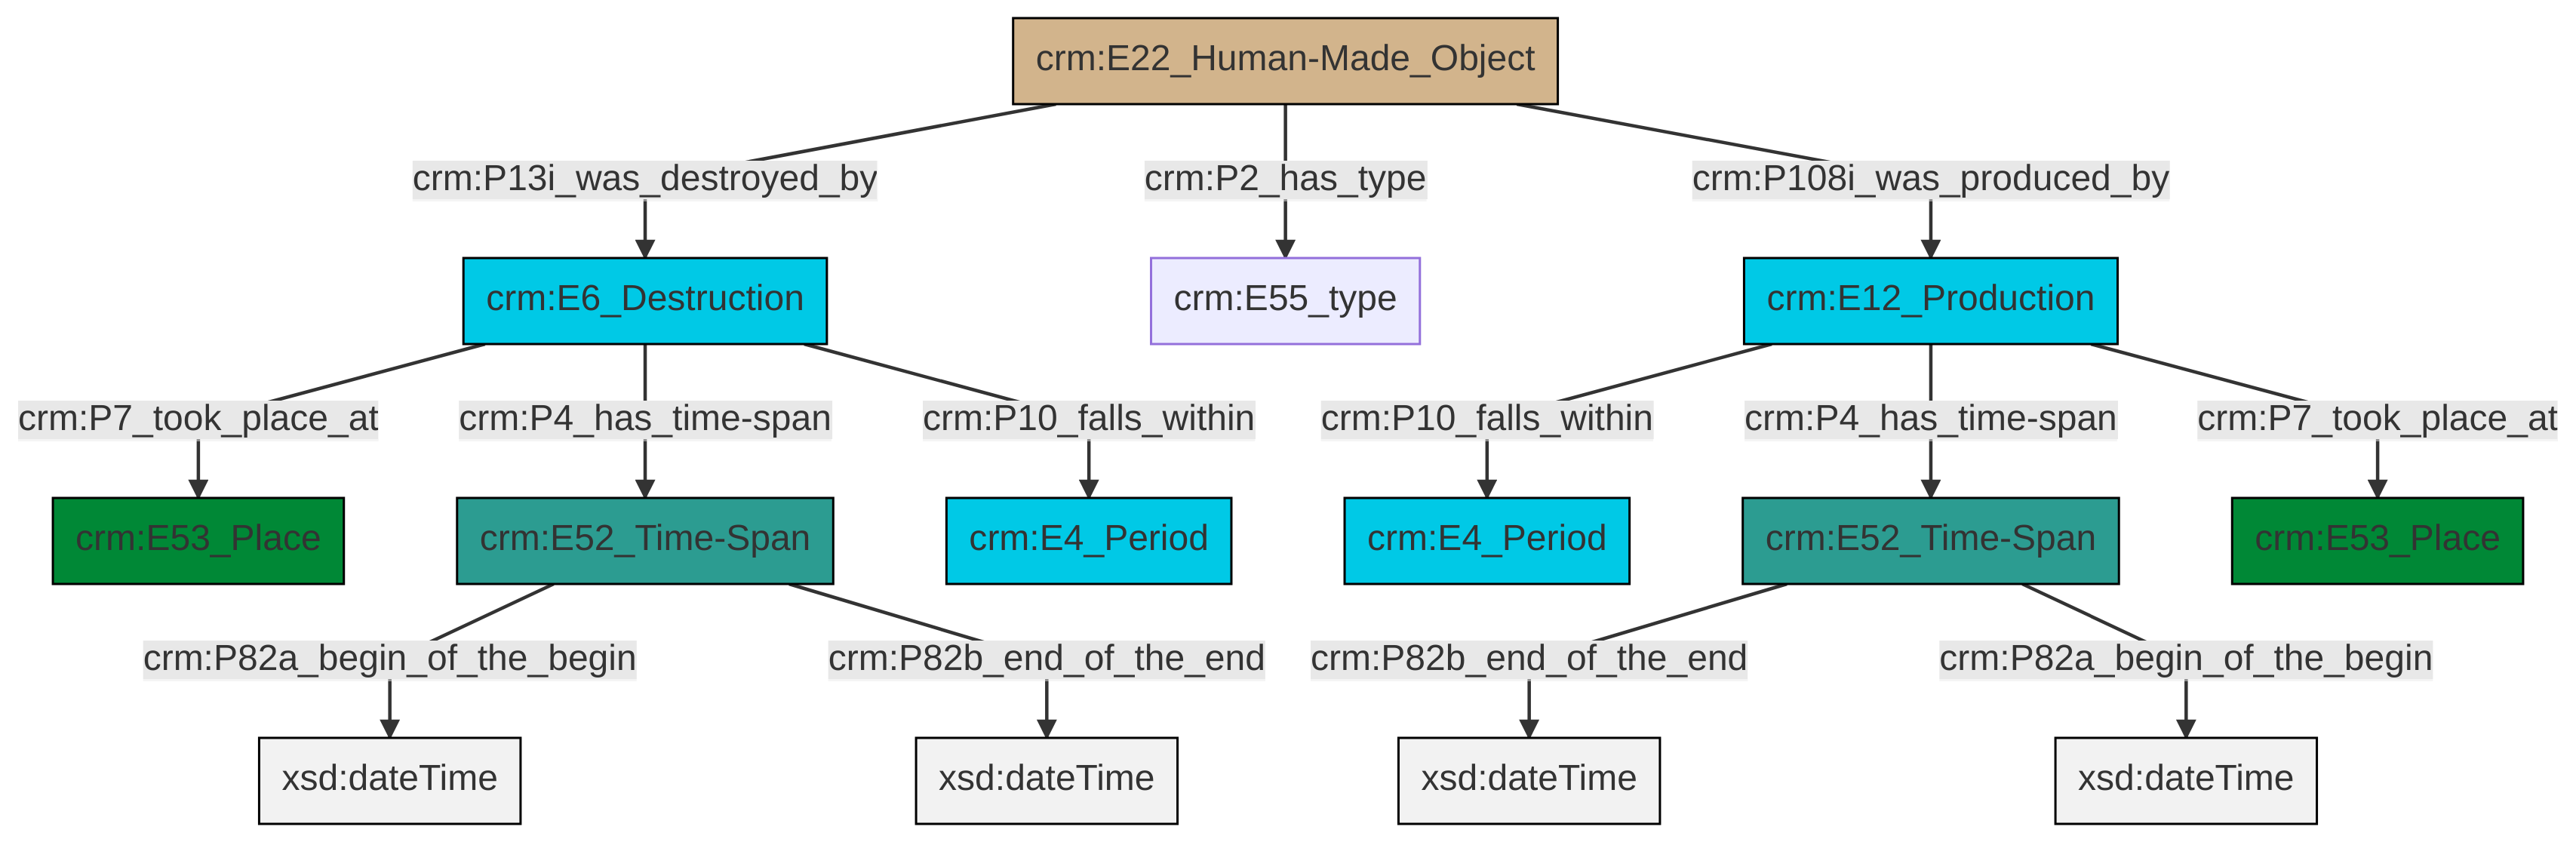 crm:E22_Human-Made_Object
crm:P13i_was_destroyed_by
crm:P2_has_type
crm:P108i_was_produced_by
crm:E6_Destruction
crm:E55_type
crm:E12_Production
crm:P7_took_place_at
crm:P4_has_time-span
crm:P10_falls_within
crm:P10_falls_within
crm:P4_has_time-span
crm:P7_took_place_at
crm:E53_Place
crm:E52_Time-Span
crm:E4_Period
crm:E4_Period
crm:E52_Time-Span
crm:E53_Place
crm:P82a_begin_of_the_begin
crm:P82b_end_of_the_end
crm:P82b_end_of_the_end
crm:P82a_begin_of_the_begin
xsd:dateTime
xsd:dateTime
xsd:dateTime
xsd:dateTime